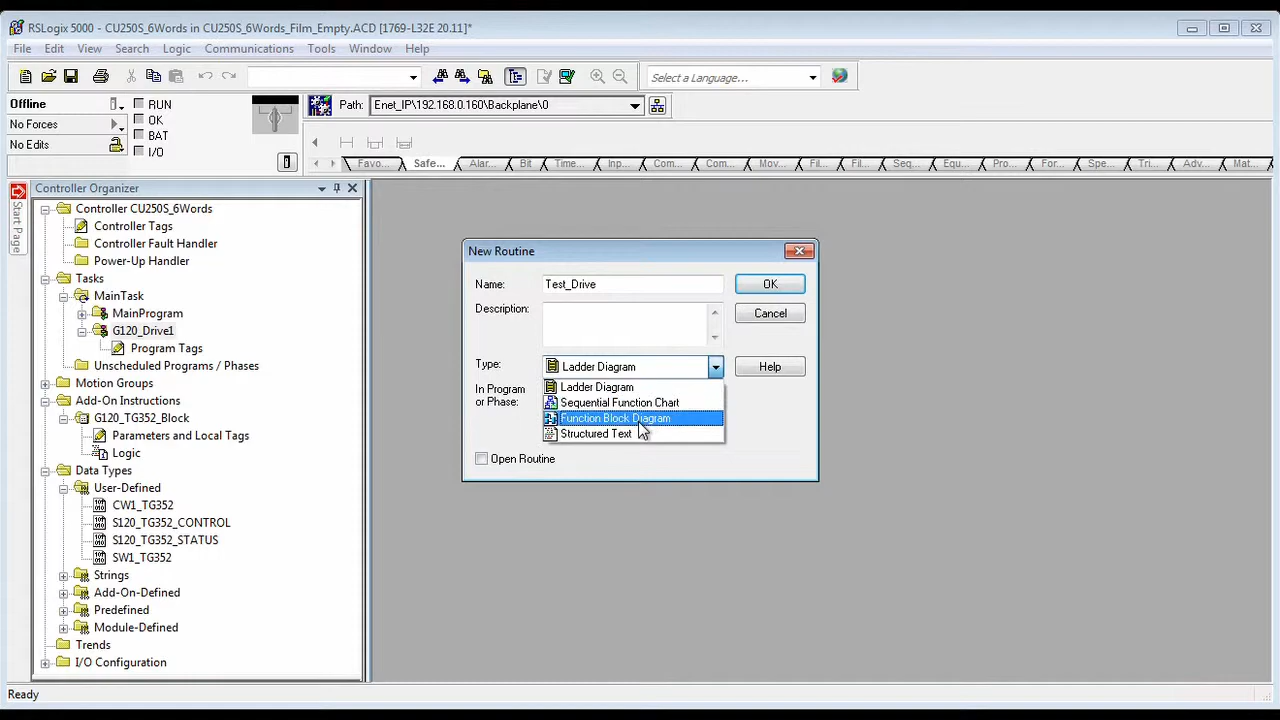 RSLogix 5000 - CU250S_6Words in CU250S_6Words_Film_Empty.ACD [1769-L32E 20.11]*
File Edit View Search Logic Communications Tools Window Help
Select a Language...
Offline RUN
No Forces OK
No Edits BAT
I/O
Path: Enet_IP\192.168.0.160\Backplane\0
Favo... Safe... Alar... Bit Time... Inp... Com... Com... Mov... Fil... Fil... Seq... Equ... Pro... For... Spe... Tri... Adv... Mat...
Start Page
Controller Organizer
Controller CU250S_6Words
Controller Tags
Controller Fault Handler
Power-Up Handler
Tasks
MainTask
MainProgram
G120_Drive1
Program Tags
Unscheduled Programs / Phases
Motion Groups
Add-On Instructions
G120_TG352_Block
Parameters and Local Tags
Logic
Data Types
User-Defined
CW1_TG352
S120_TG352_CONTROL
S120_TG352_STATUS
SW1_TG352
Strings
Add-On-Defined
Predefined
Module-Defined
Trends
I/O Configuration
New Routine
Name: Test_Drive OK
Description: Cancel
Type: Ladder Diagram Help
In Program
or Phase:
Ladder Diagram
Sequential Function Chart
Function Block Diagram
Structured Text
Open Routine
Ready